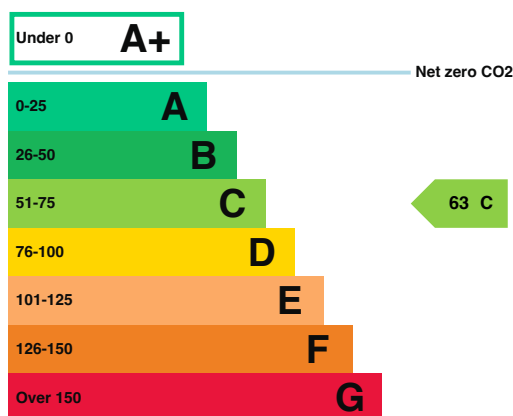 Under 0 A+
Net zero CO2
0-25 A
26-50 B
51-75 C
63 C
76-100 D
101-125 E
126-150 F
Over 150 G